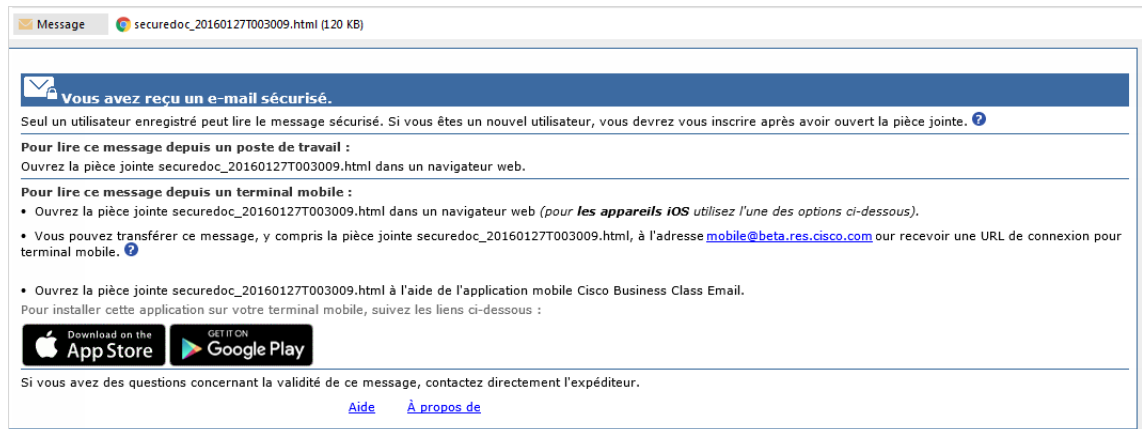 Message securedoc_20160127T003009.html (120 KB)
Vous avez reçu un e-mail sécurisé.
Seul un utilisateur enregistré peut lire le message sécurisé. Si vous êtes un nouvel utilisateur, vous devrez vous inscrire après avoir ouvert la pièce jointe. ?
Pour lire ce message depuis un poste de travail :
Ouvrez la pièce jointe securedoc_20160127T003009.html dans un navigateur web.
Pour lire ce message depuis un terminal mobile :
• Ouvrez la pièce jointe securedoc_20160127T003009.html dans un navigateur web (pour les appareils iOS utilisez l'une des options ci-dessous).
• Vous pouvez transférer ce message, y compris la pièce jointe securedoc_20160127T003009.html, à l'adresse mobile@beta.res.cisco.com our recevoir une URL de connexion pour
terminal mobile. ?
• Ouvrez la pièce jointe securedoc_20160127T003009.html à l'aide de l'application mobile Cisco Business Class Email.
Pour installer cette application sur votre terminal mobile, suivez les liens ci-dessous :
Download on the App Store GET IT ON Google Play
Si vous avez des questions concernant la validité de ce message, contactez directement l'expéditeur.
Aide À propos de